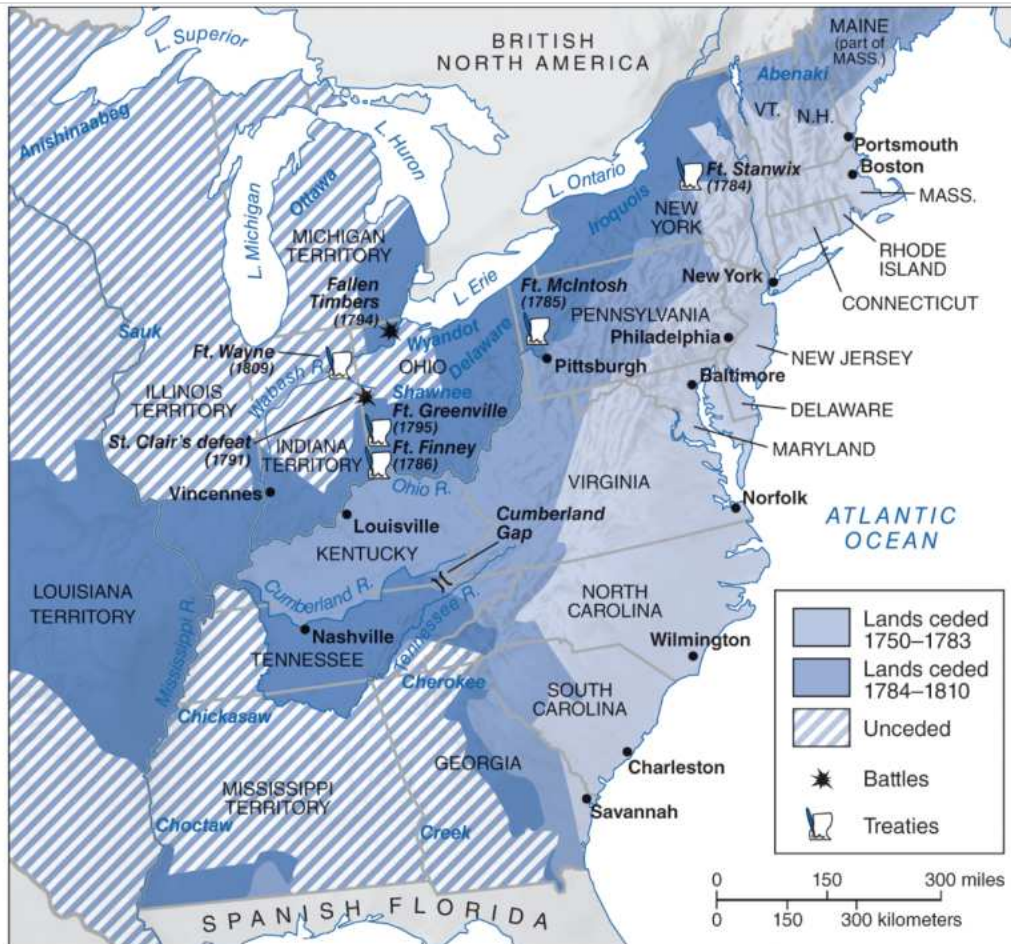 L. Superior
BRITISH
NORTH AMERICA
MAINE
(part of
MASS.)
Abenaki
VT.
N.H.
Anishinaabeg
L. Huron
Portsmouth
Boston
Ft. Stanwix
(1784)
L. Ontario
MASS.
Ottawa
L. Michigan
Iroquois
NEW
YORK
MICHIGAN
TERRITORY
RHODE
ISLAND
Fallen
Timbers
(1794)
L. Erie
Ft. McIntosh
(1785)
New York
CONNECTICUT
PENNSYLVANIA
Sauk
Wyandot
Delaware
Philadelphia
Ft. Wayne
(1809)
OHIO
Pittsburgh
NEW JERSEY
Wabash R.
Baltimore
ILLINOIS
TERRITORY
Shawnee
DELAWARE
Ft. Greenville
(1795)
St. Clair's defeat
(1791)
INDIANA
TERRITORY
Ft. Finney
(1786)
MARYLAND
Ohio R.
VIRGINIA
Vincennes
Norfolk
Louisville
Cumberland
Gap
ATLANTIC
OCEAN
KENTUCKY
LOUISIANA
TERRITORY
Cumberland R.
NORTH
CAROLINA
Mississippi R.
Nashville
TENNESSEE
Tennessee R.
Wilmington
Cherokee
Chickasaw
SOUTH
CAROLINA
GEORGIA
Charleston
MISSISSIPPI
TERRITORY
Savannah
Choctaw
Creek
SPANISH FLORIDA
Lands ceded
1750–1783
Lands ceded
1784–1810
Unceded
Battles
Treaties
0 150 300 miles
0 150 300 kilometers